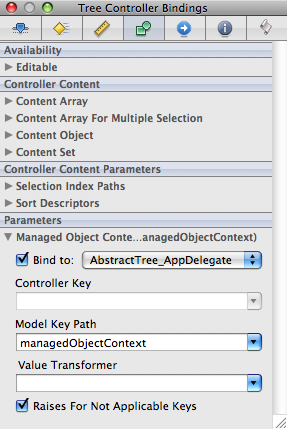 Tree Controller Bindings
Availability
Editable
Controller Content
Content Array
Content Array For Multiple Selection
Content Object
Content Set
Controller Content Parameters
Selection Index Paths
Sort Descriptors
Parameters
Managed Object Conte...anagedObjectContext)
Bind to: AbstractTree_AppDelegate
Controller Key
Model Key Path
managedObjectContext
Value Transformer
Raises For Not Applicable Keys